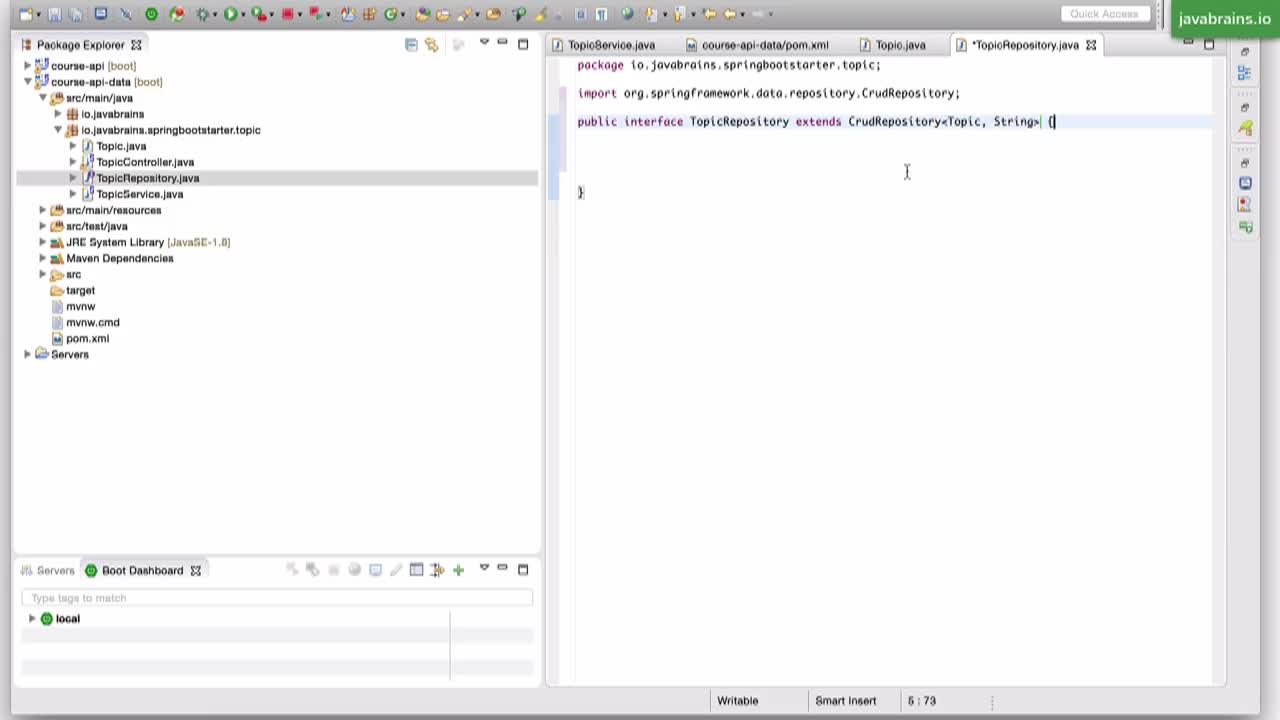 Quick Access
javabrains.io
Package Explorer
course-api [boot]
course-api-data [boot]
src/main/java
io.javabrains
io.javabrains.springbootstarter.topic
Topic.java
TopicController.java
TopicRepository.java
TopicService.java
src/main/resources
src/test/java
JRE System Library [JavaSE-1.8]
Maven Dependencies
src
target
mvnw
mvnw.cmd
pom.xml
Servers
Servers
Boot Dashboard
Type tags to match
local
TopicService.java
course-api-data/pom.xml
Topic.java
*TopicRepository.java
package io.javabrains.springbootstarter.topic;
import org.springframework.data.repository.CrudRepository;
public interface TopicRepository extends CrudRepository<Topic, String> {
}
Writable
Smart Insert
5 : 73